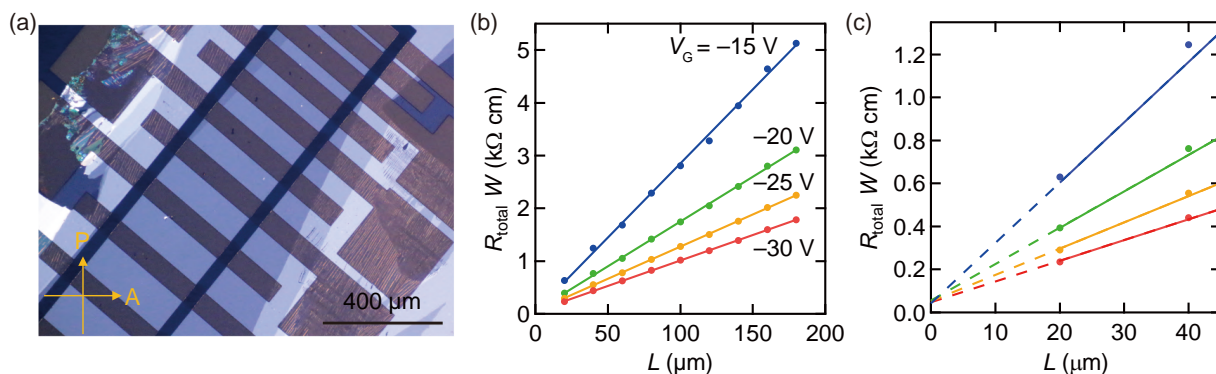 (a)
P
A
400 μm
(b)
R_total W (kΩ cm)
5
4
3
2
1
0
V_G = –15 V
–20 V
–25 V
–30 V
0 50 100 150 200
L (μm)
(c)
R_total W (kΩ cm)
1.2
1.0
0.8
0.6
0.4
0.2
0.0
0 10 20 30 40
L (μm)